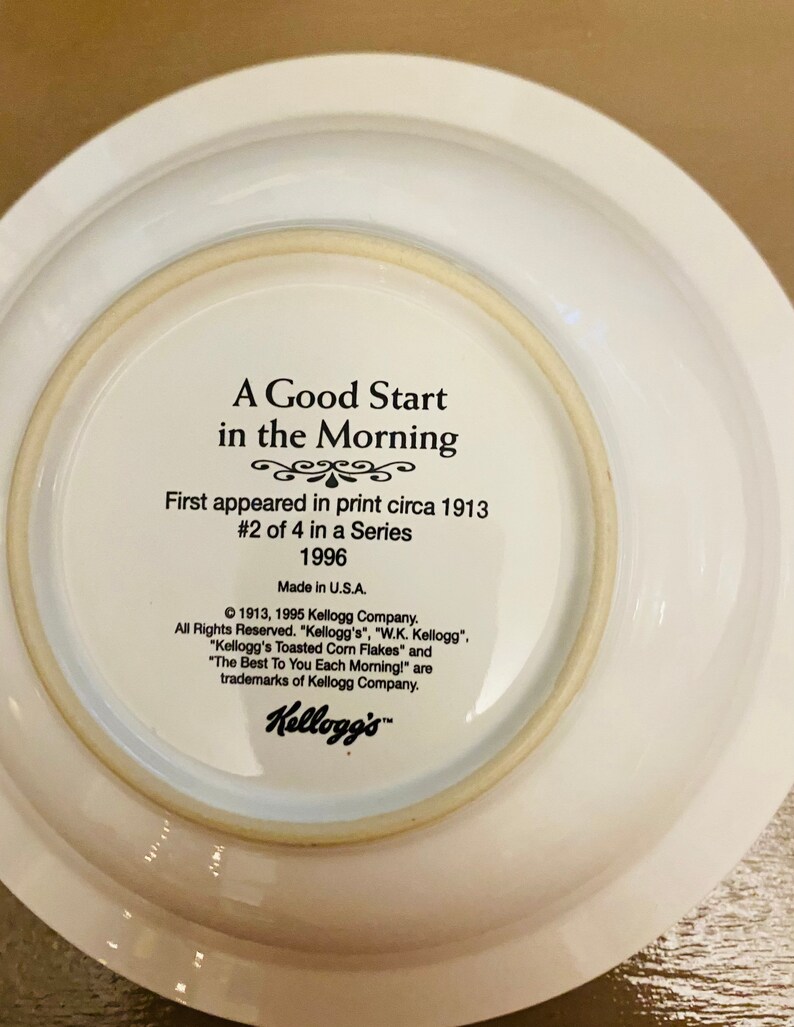 A Good Start
in the Morning
First appeared in print circa 1913
#2 of 4 in a Series
1996
Made in U.S.A.
© 1913, 1995 Kellogg Company.
All Rights Reserved. "Kellogg's", "W.K. Kellogg",
"Kellogg's Toasted Corn Flakes" and
"The Best To You Each Morning!" are
trademarks of Kellogg Company.
Kellogg's™